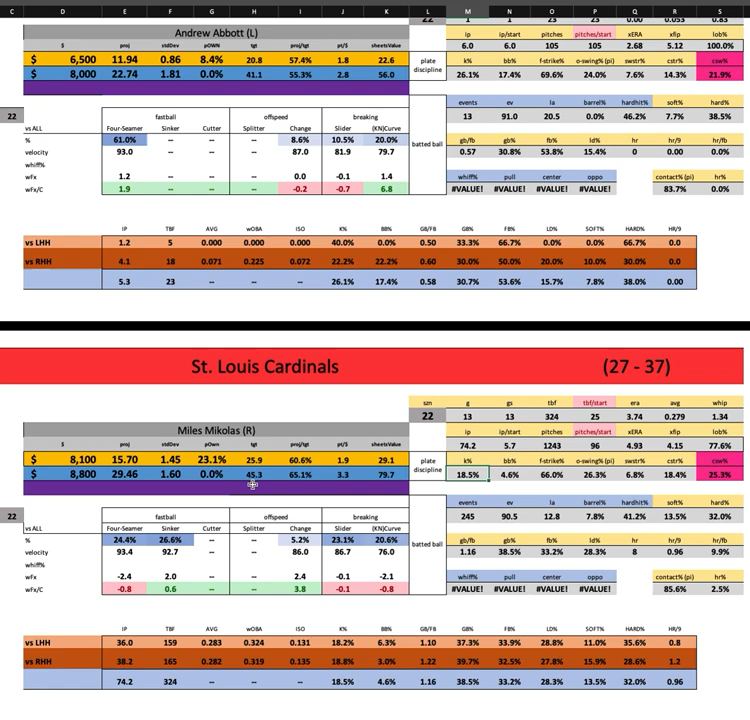 C D E F G H I J K L M N O P Q R S
22 1 1 23 23 0.00 0.053 0.83
Andrew Abbott (L) ip ip/start pitches pitches/start xERA xfip lob%
$ proj stdDev pOWN tgt proj/tgt pt/$ sheetsValue 6.0 6.0 105 105 2.68 5.12 100.0%
$ 6,500 11.94 0.86 8.4% 20.8 57.4% 1.8 22.6 plate discipline k% bb% f-strike% o-swing% (pi) swstr% cstr% csw%
$ 8,000 22.74 1.81 0.0% 41.1 55.3% 2.8 56.0 26.1% 17.4% 69.6% 24.0% 7.6% 14.3% 21.9%
events ev la barrel% hardhit% soft% hard%
22 fastball offspeed breaking 13 91.0 20.5 0.0% 46.2% 7.7% 38.5%
vs ALL Four-Seamer Sinker Cutter Splitter Change Slider (KN)Curve
% 61.0% -- -- -- 8.6% 10.5% 20.0% batted ball gb/fb gb% fb% ld% hr hr/9 hr/fb
velocity 93.0 -- -- -- 87.0 81.9 79.7 0.57 30.8% 53.8% 15.4% 0 0.00 0.0%
whiff%
wFx 1.2 -- -- -- 0.0 -0.1 1.4 whiff% pull center oppo contact% (pi) hr%
wFx/C 1.9 -- -- -- -0.2 -0.7 6.8 #VALUE! #VALUE! #VALUE! #VALUE! 83.7% 0.0%
IP TBF AVG wOBA ISO K% BB% GB/FB GB% FB% LD% SOFT% HARD% HR/9
vs LHH 1.2 5 0.000 0.000 0.000 40.0% 0.0% 0.50 33.3% 66.7% 0.0% 0.0% 66.7% 0.0
vs RHH 4.1 18 0.071 0.225 0.072 22.2% 22.2% 0.60 30.0% 50.0% 20.0% 10.0% 30.0% 0.0
5.3 23 -- -- -- 26.1% 17.4% 0.60 30.7% 53.6% 15.7% 7.8% 38.0% 0.00
St. Louis Cardinals (27 - 37)
szn g gs tbf tbf/start era avg whip
22 13 13 324 25 3.74 0.279 1.34
Miles Mikolas (R) ip ip/start pitches pitches/start xERA xfip lob%
$ proj stdDev pOwn tgt proj/tgt pt/$ sheetsValue 74.2 5.7 1243 96 4.93 4.15 77.6%
$ 8,100 15.70 1.45 23.1% 25.9 60.6% 1.9 29.1 plate discipline k% bb% f-strike% o-swing% (pi) swstr% cstr% csw%
$ 8,800 29.46 1.60 0.0% 45.3 65.1% 3.3 79.7 18.5% 4.6% 66.0% 26.3% 6.8% 18.4% 25.3%
events ev la barrel% hardhit% soft% hard%
22 fastball offspeed breaking 245 90.5 12.8 7.8% 41.2% 13.5% 32.0%
vs ALL Four-Seamer Sinker Cutter Splitter Change Slider (KN)Curve
% 24.4% 26.6% -- -- 5.2% 23.1% 20.6% batted ball gb/fb gb% fb% ld% hr hr/9 hr/fb
velocity 93.4 92.7 -- -- 86.0 86.7 76.0 1.16 38.5% 33.2% 28.3% 8 0.96 9.9%
whiff%
wFx -2.4 2.0 -- -- 2.4 -0.1 -2.1 whiff% pull center oppo contact% (pi) hr%
wFx/C -0.8 0.6 -- -- 3.8 -0.1 -0.8 #VALUE! #VALUE! #VALUE! #VALUE! 85.6% 2.5%
IP TBF AVG wOBA ISO K% BB% GB/FB GB% FB% LD% SOFT% HARD% HR/9
vs LHH 36.0 159 0.283 0.324 0.131 18.2% 6.3% 1.10 37.3% 33.9% 28.8% 11.0% 35.6% 0.8
vs RHH 38.2 165 0.282 0.319 0.135 18.8% 3.0% 1.22 39.7% 32.5% 27.8% 15.9% 28.6% 1.2
74.2 324 -- -- -- 18.5% 4.6% 1.16 38.5% 33.2% 28.3% 13.5% 32.0% 0.96